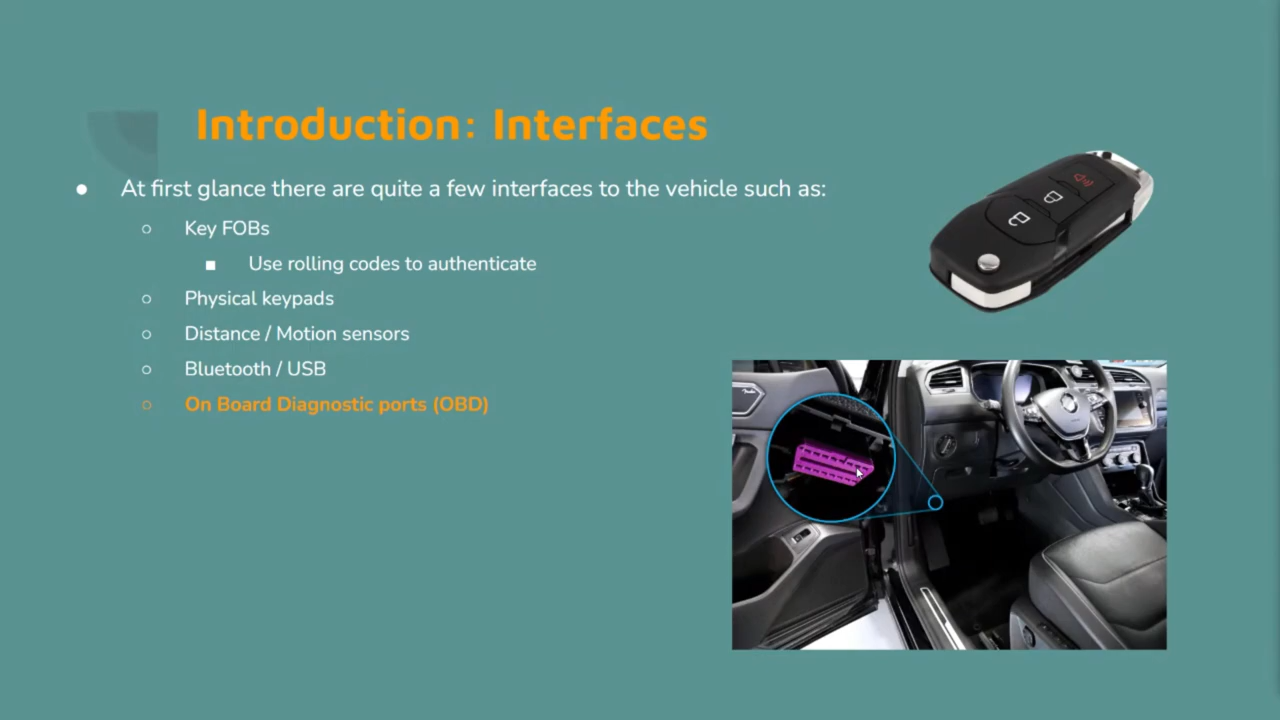 Introduction: Interfaces
● At first glance there are quite a few interfaces to the vehicle such as:
○ Key FOBs
■ Use rolling codes to authenticate
○ Physical keypads
○ Distance / Motion sensors
○ Bluetooth / USB
○ On Board Diagnostic ports (OBD)